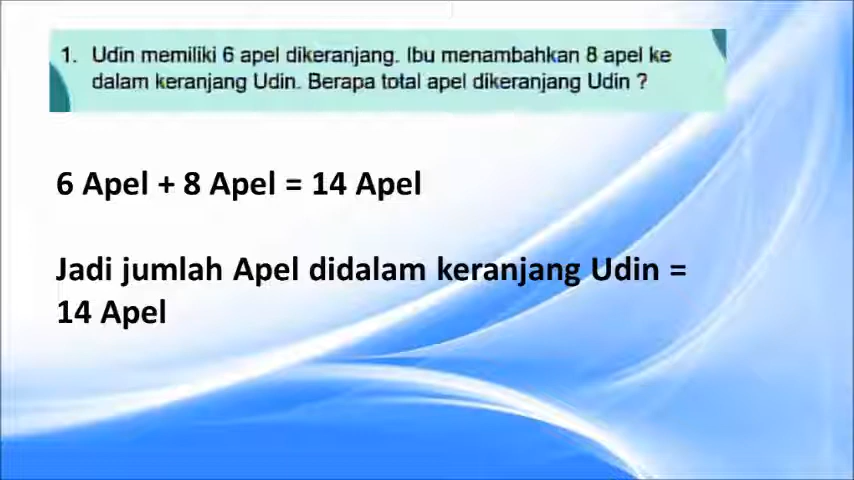 1. Udin memiliki 6 apel dikeranjang. Ibu menambahkan 8 apel ke
dalam keranjang Udin. Berapa total apel dikeranjang Udin ?
6 Apel + 8 Apel = 14 Apel
Jadi jumlah Apel didalam keranjang Udin =
14 Apel